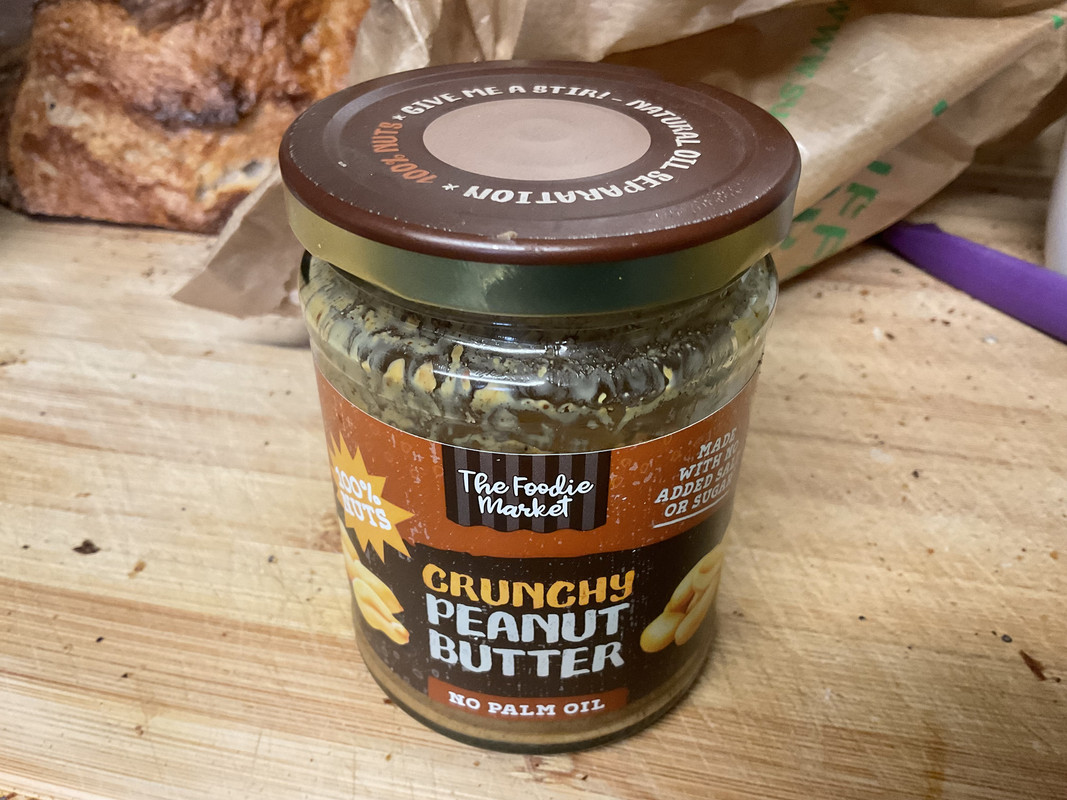 100% NUTS * GIVE ME A STIR! - NATURAL OIL SEPARATION *
100%
NUTS
The Foodie
Market
MADE
WITH NO
ADDED SALT
OR SUGAR
CRUNCHY
PEANUT
BUTTER
NO PALM OIL